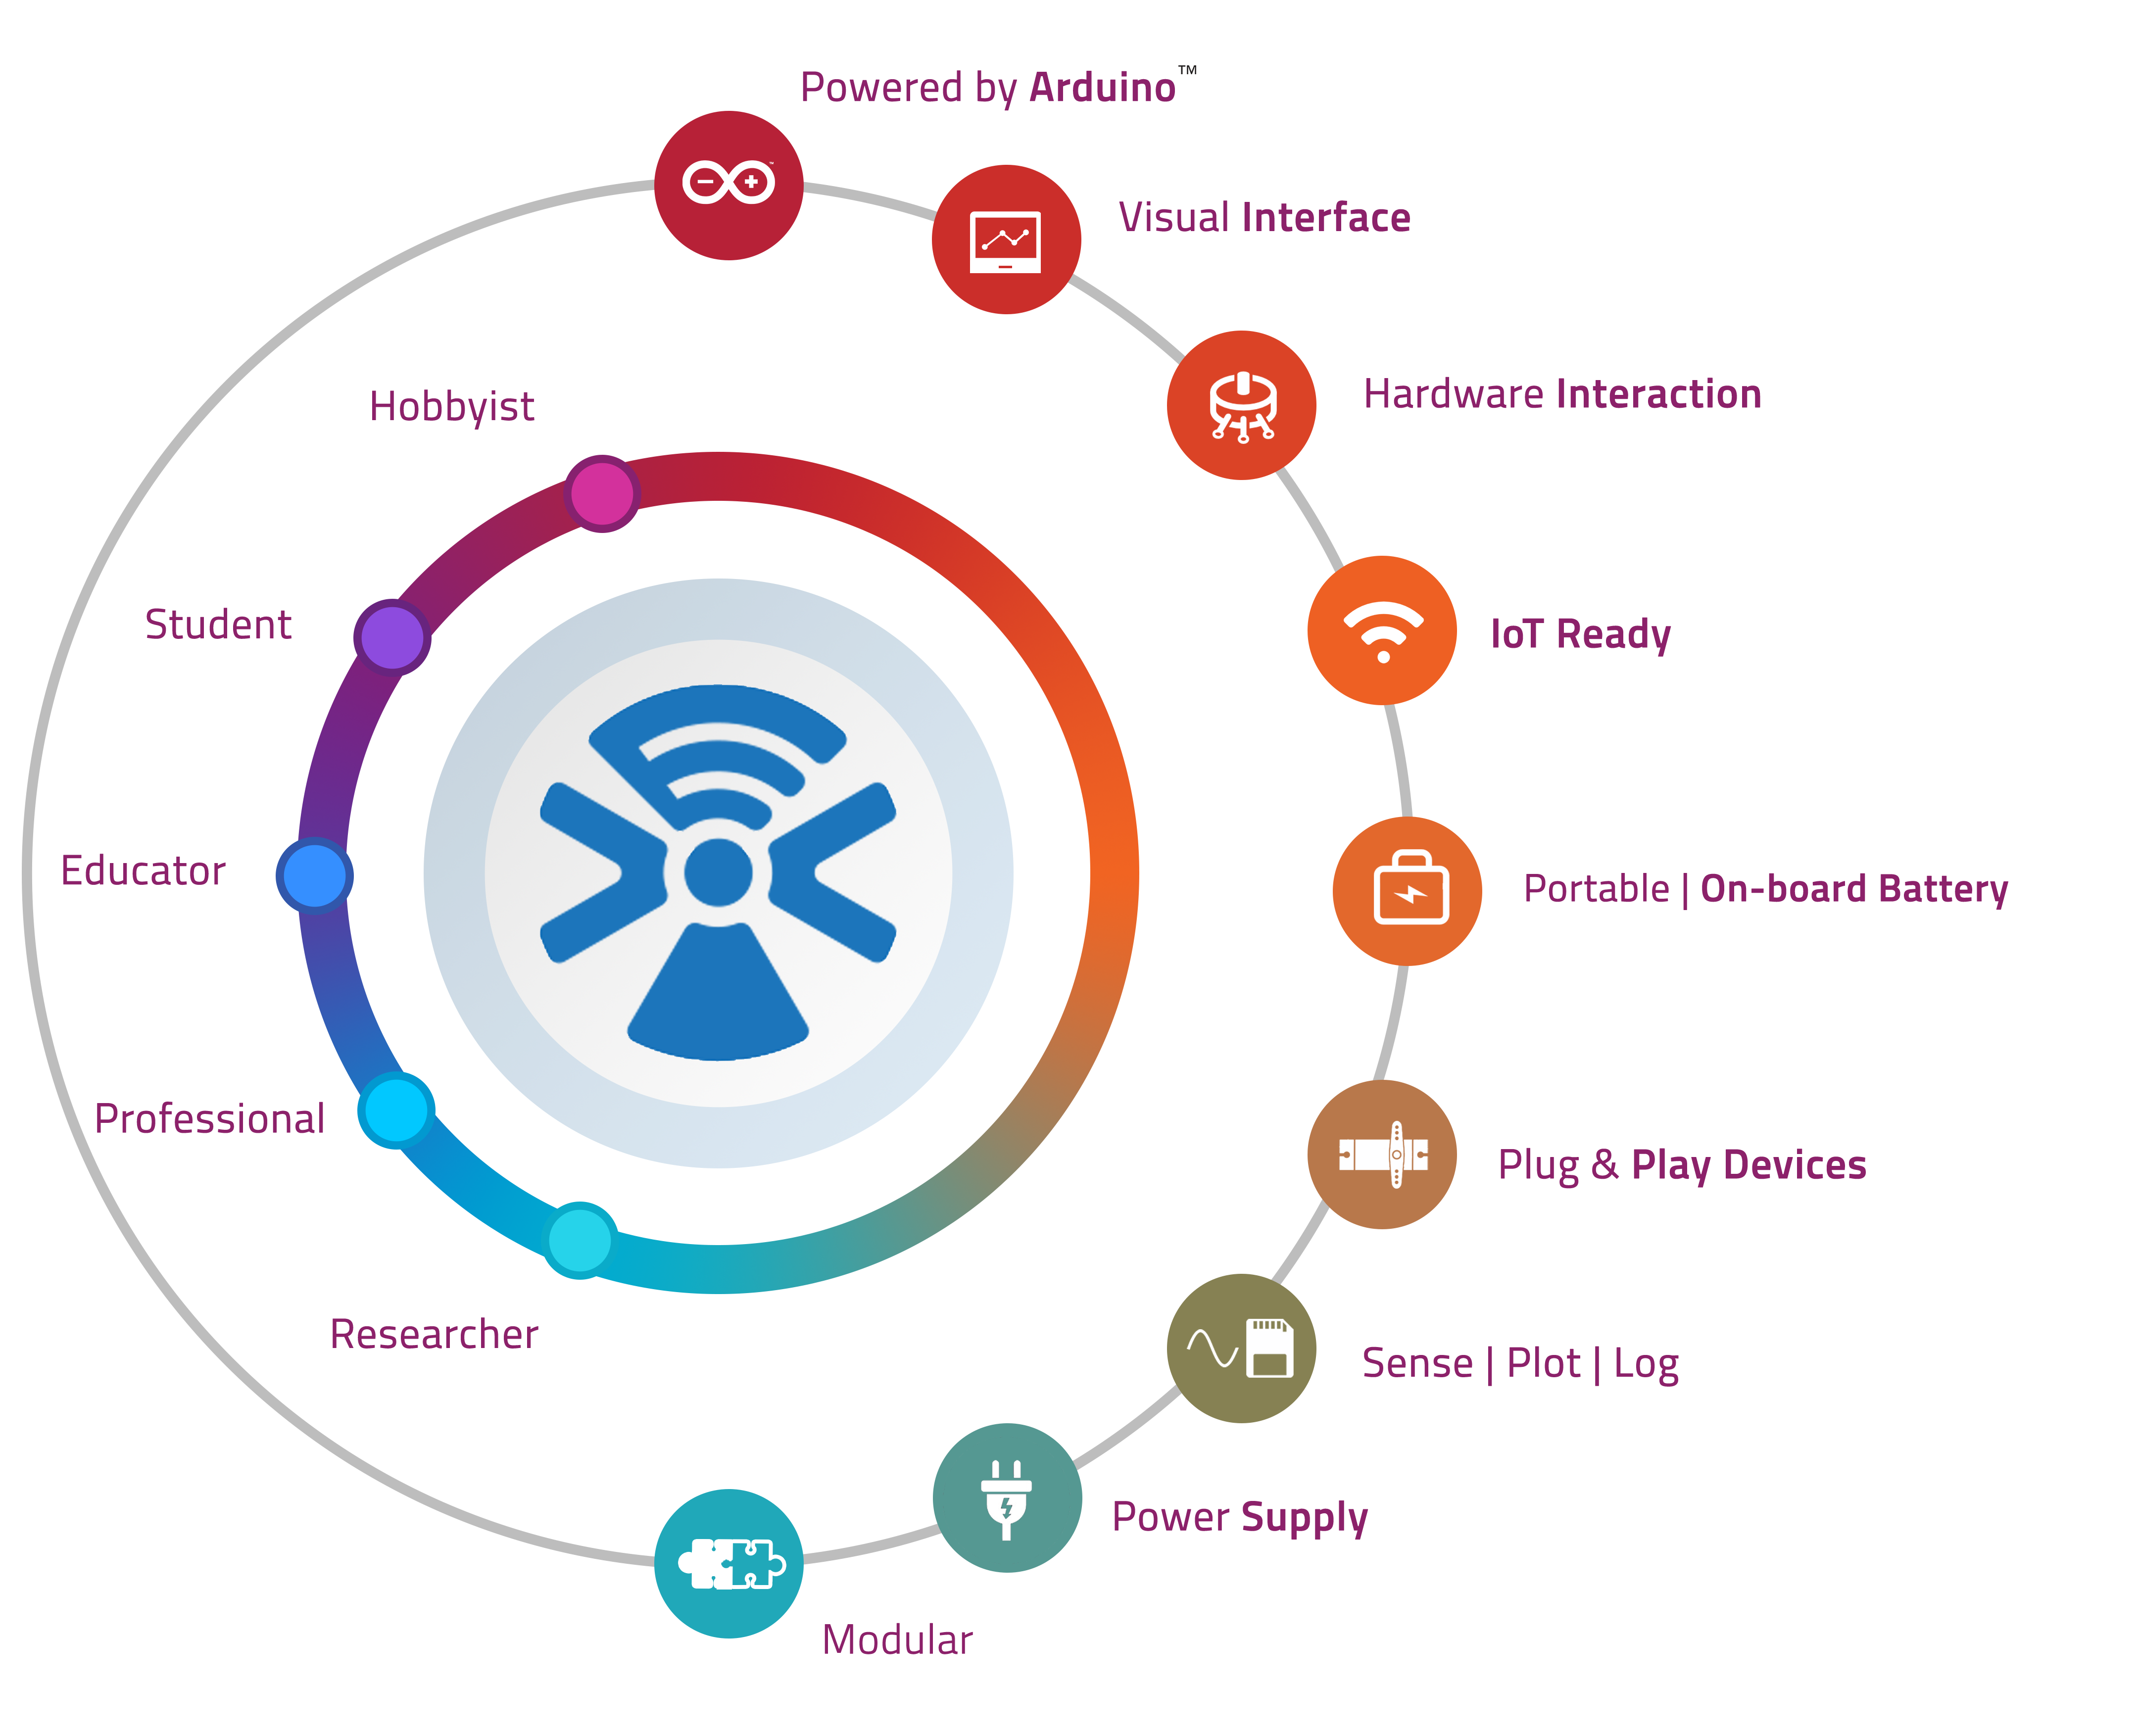 Powered by Arduino™
Visual Interface
Hardware Interaction
IoT Ready
Portable | On-board Battery
Plug & Play Devices
Sense | Plot | Log
Power Supply
Modular
Hobbyist
Student
Educator
Professional
Researcher